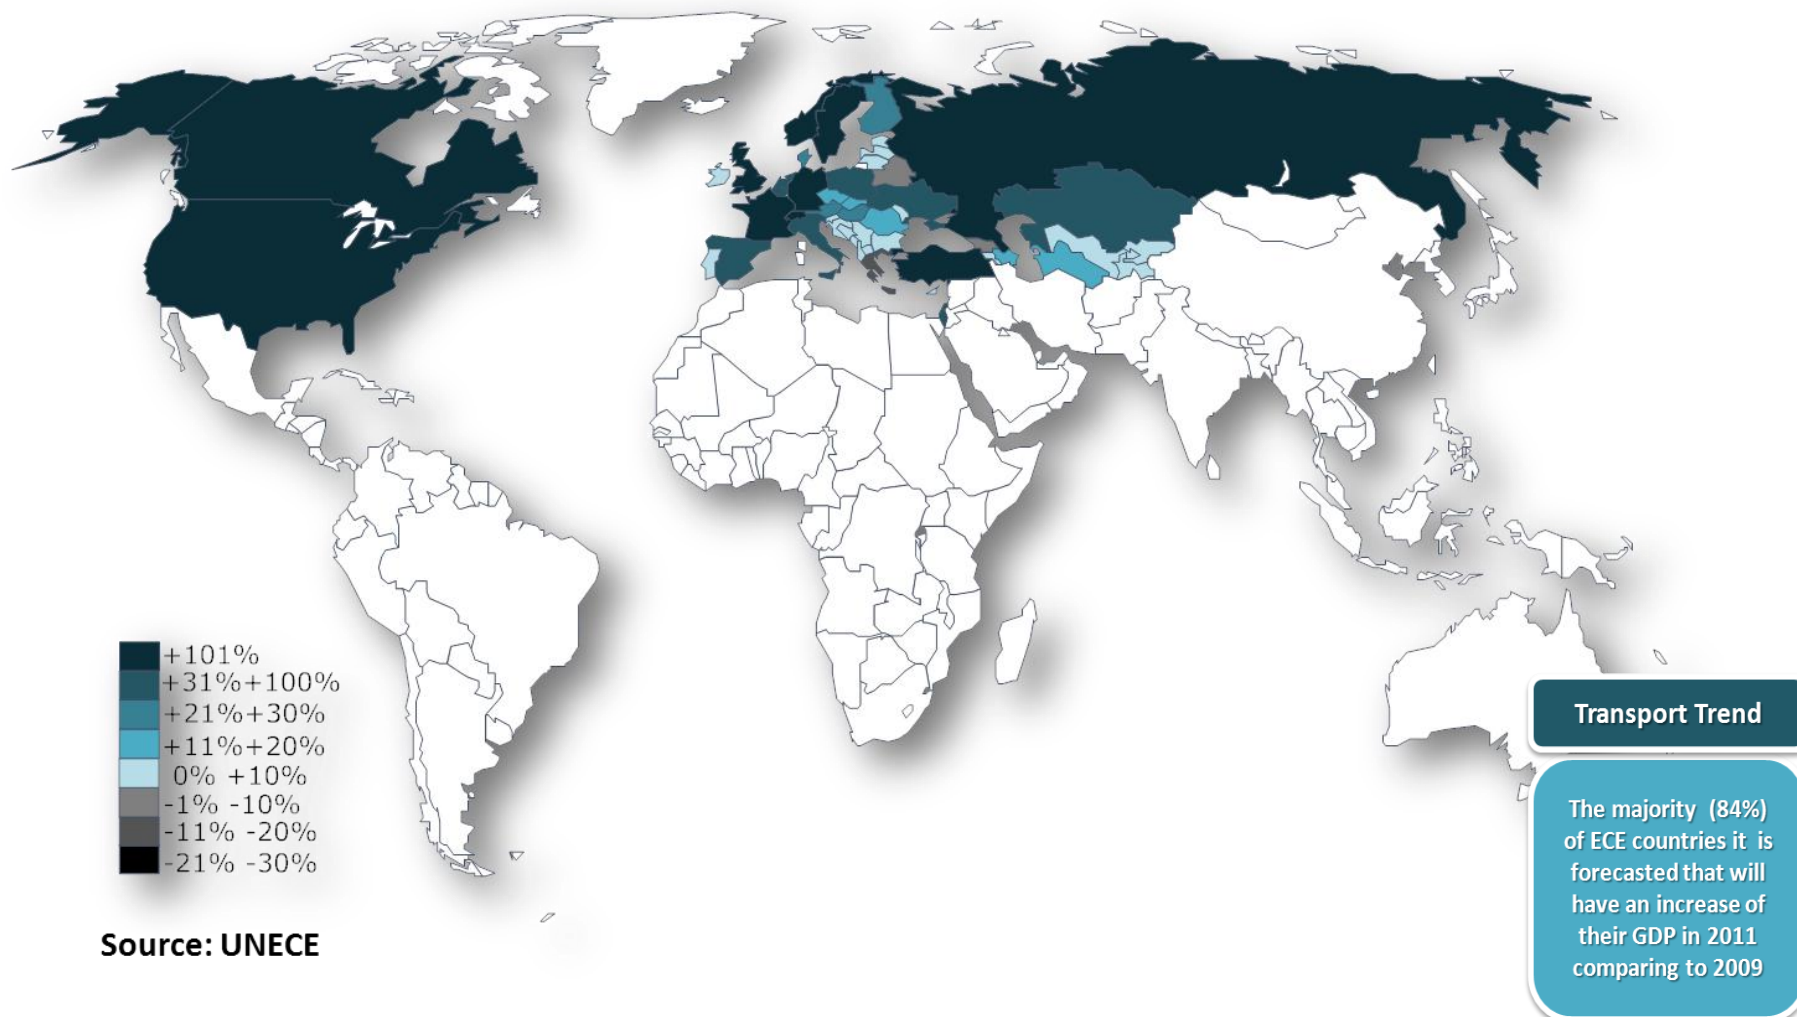 +101%
+31%+100%
+21%+30%
+11%+20%
0% +10%
-1% -10%
-11% -20%
-21% -30%
Source: UNECE
Transport Trend
The majority (84%)
of ECE countries it is
forecasted that will
have an increase of
their GDP in 2011
comparing to 2009